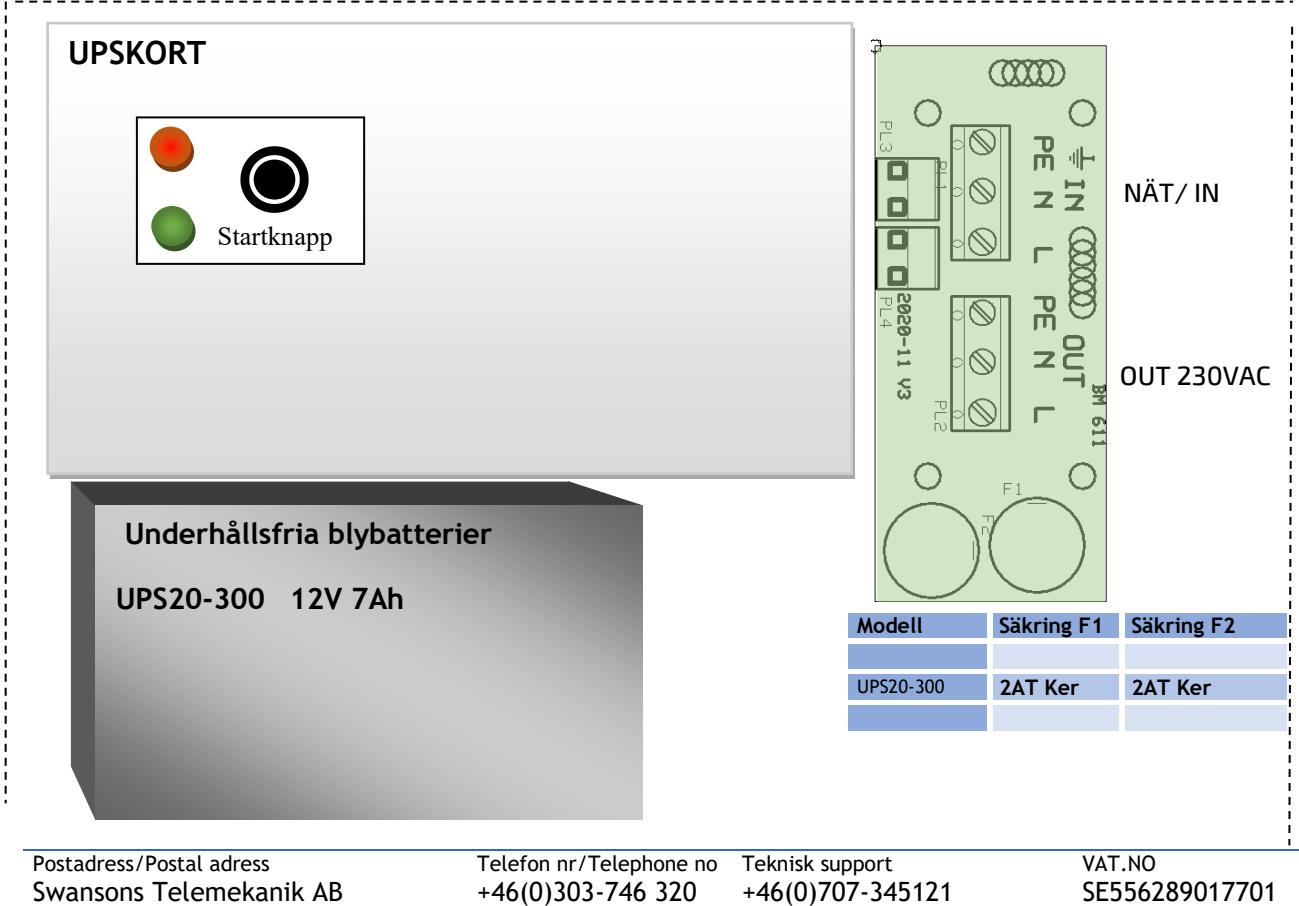 UPSKORT
Startknapp
Underhållsfria blybatterier
UPS20-300 12V 7Ah
PL3
PL1
PE N L
IN
PL4
2020-11 V3
PE N L
OUT
PL2
BM 611
F1
F2
NÄT/ IN
OUT 230VAC
Modell Säkring F1 Säkring F2
UPS20-300 2AT Ker 2AT Ker
Postadress/Postal adress Telefon nr/Telephone no Teknisk support VAT.NO
Swansons Telemekanik AB +46(0)303-746 320 +46(0)707-345121 SE556289017701